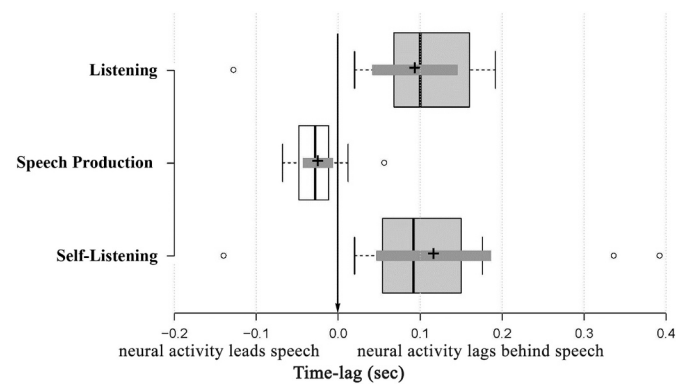 Listening
Speech Production
Self-Listening
−0.2 −0.1 0.0 0.1 0.2 0.3 0.4
neural activity leads speech neural activity lags behind speech
Time-lag (sec)